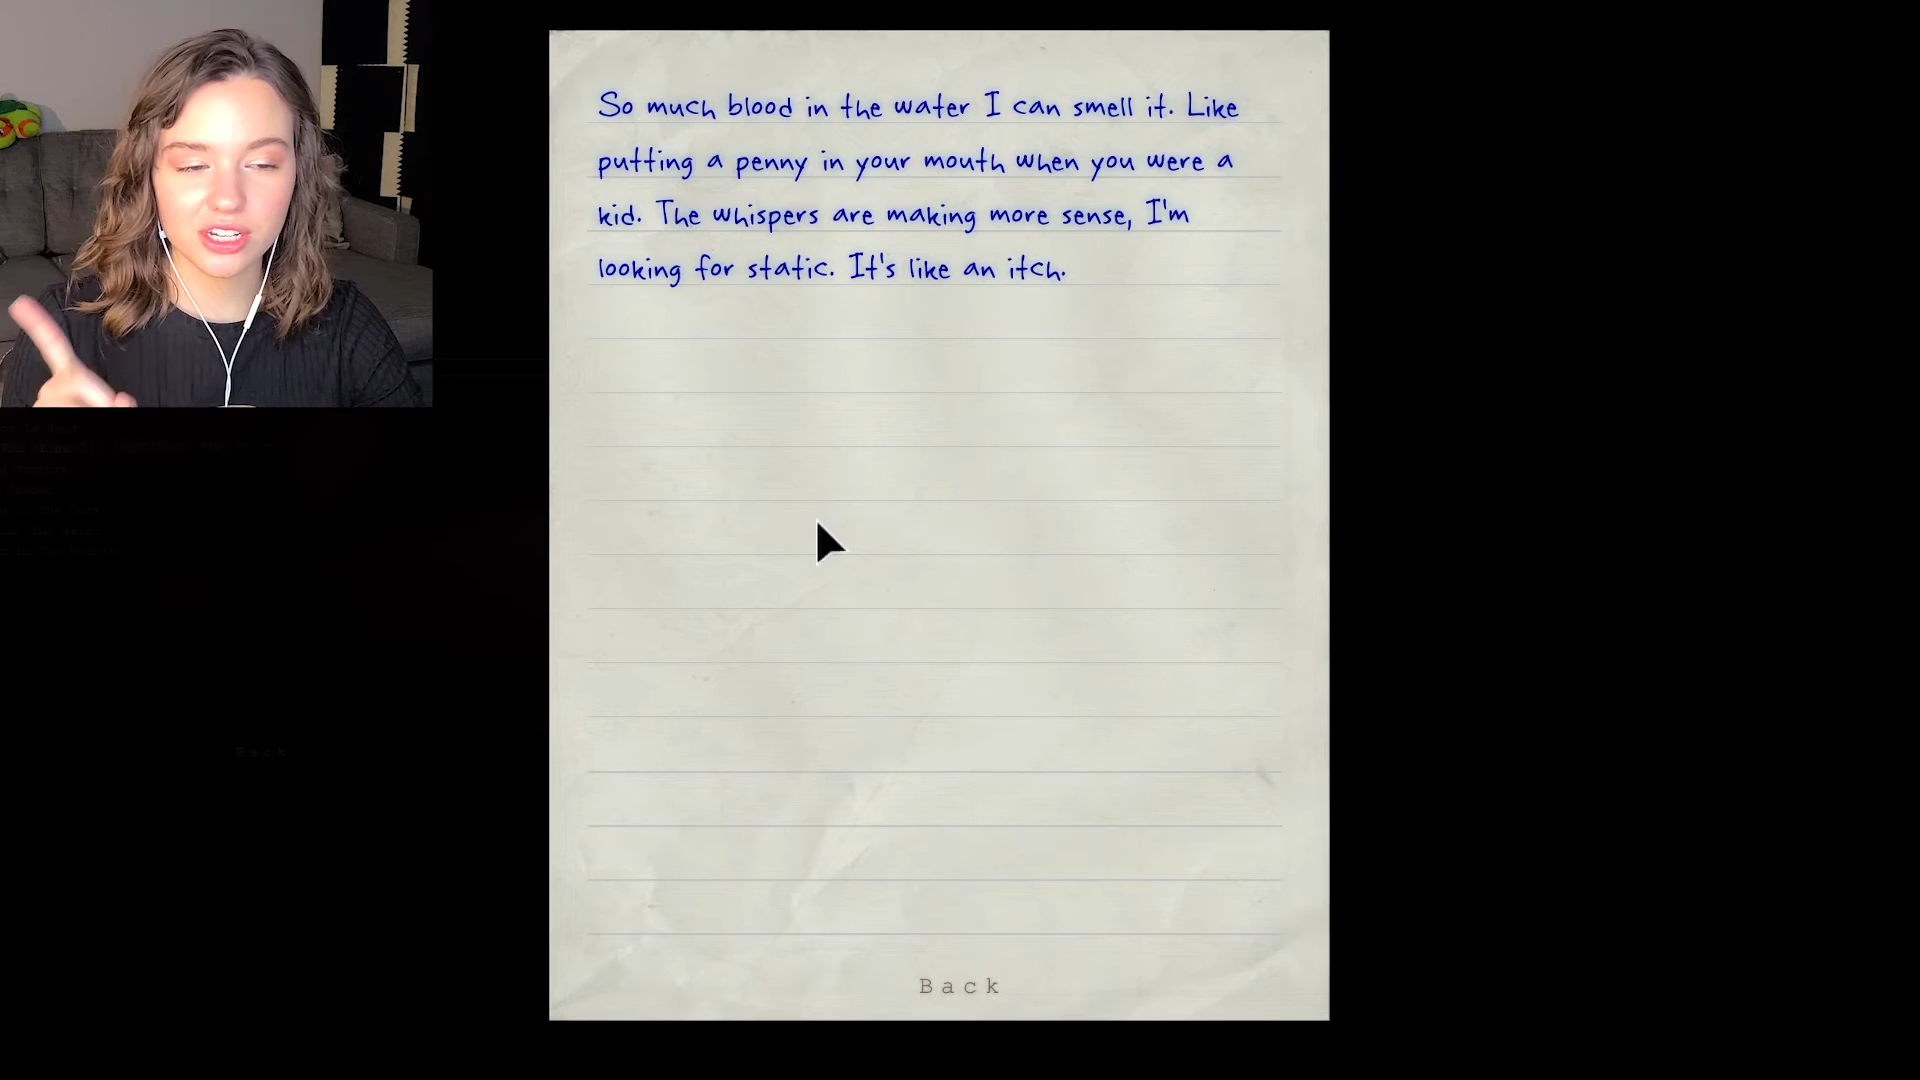 So much blood in the water I can smell it. Like
putting a penny in your mouth when you were a
kid. The whispers are making more sense, I'm
looking for static. It's like an itch.
Back
Back